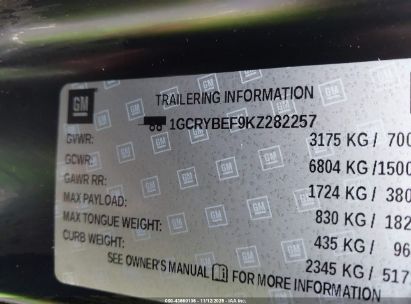 GM
TRAILERING INFORMATION
1GCRYBEF9KZ282257
GVWR: 3175 KG / 700
GCWR: 6804 KG /1500
GAWR RR: 1724 KG / 380
MAX PAYLOAD: 830 KG / 182
MAX TONGUE WEIGHT: 435 KG / 96
CURB WEIGHT: 2345 KG / 517
SEE OWNER'S MANUAL FOR MORE INFORMATION